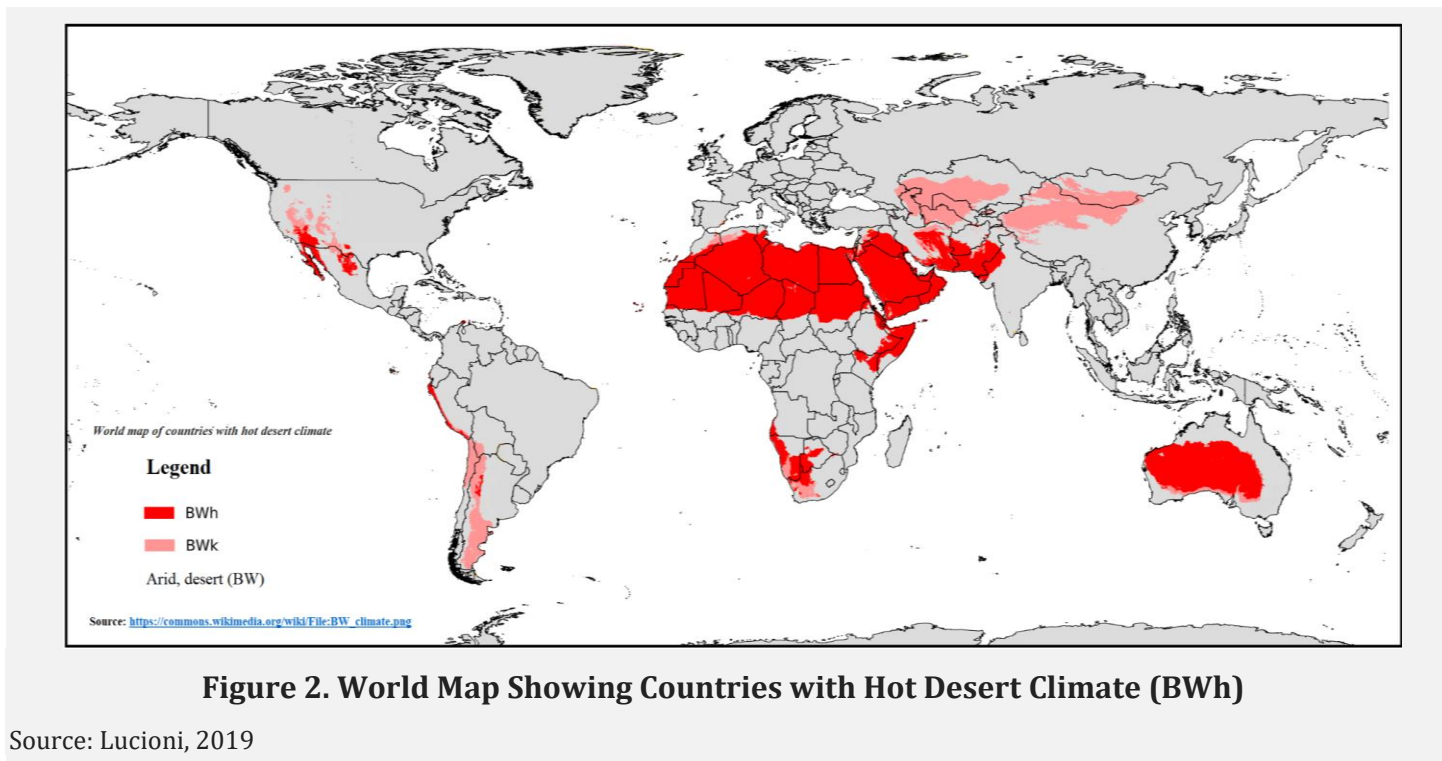 World map of countries with hot desert climate
Legend
BWh
BWk
Arid, desert (BW)
Source: https://commons.wikimedia.org/wiki/File:BW_climate.png
Figure 2. World Map Showing Countries with Hot Desert Climate (BWh)
Source: Lucioni, 2019